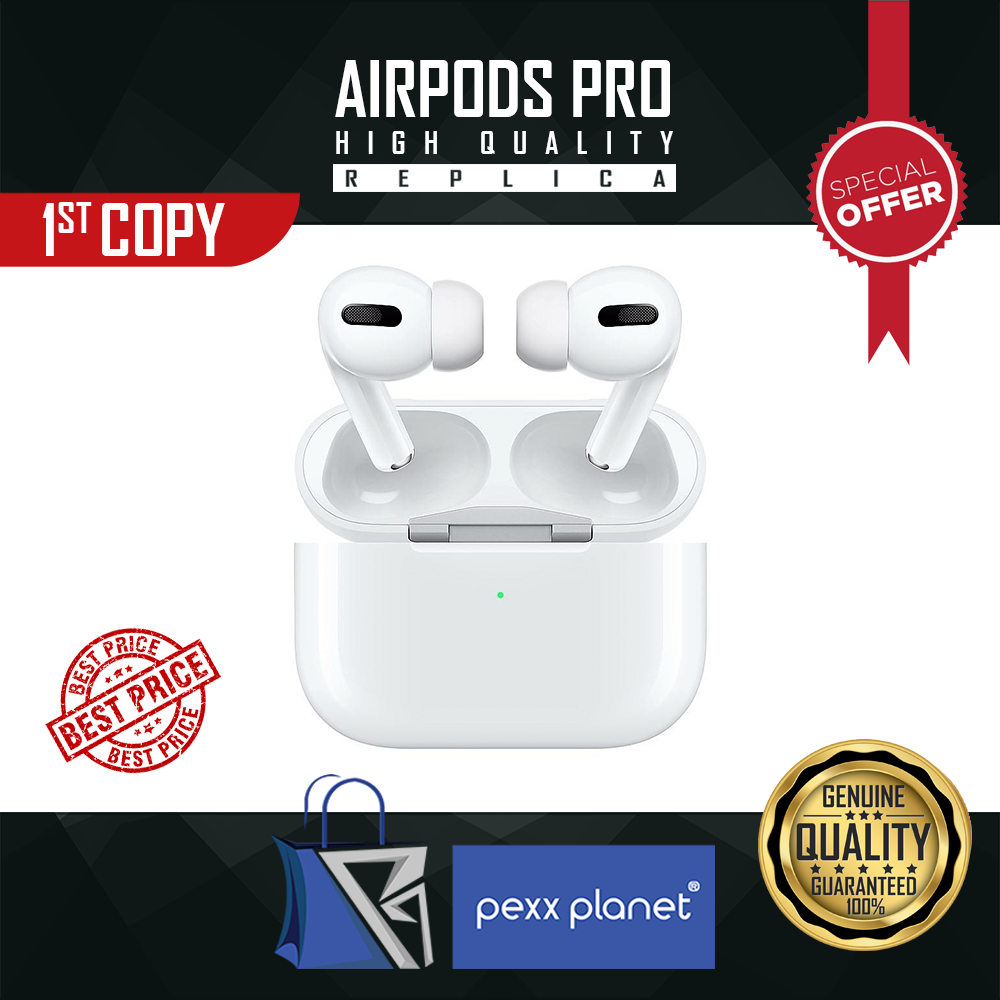 AIRPODS PRO
HIGH QUALITY
REPLICA
1ST COPY
SPECIAL
OFFER
BEST PRICE
BEST PRICE
BEST PRICE
GENUINE
QUALITY
GUARANTEED
100%
pexx planet®